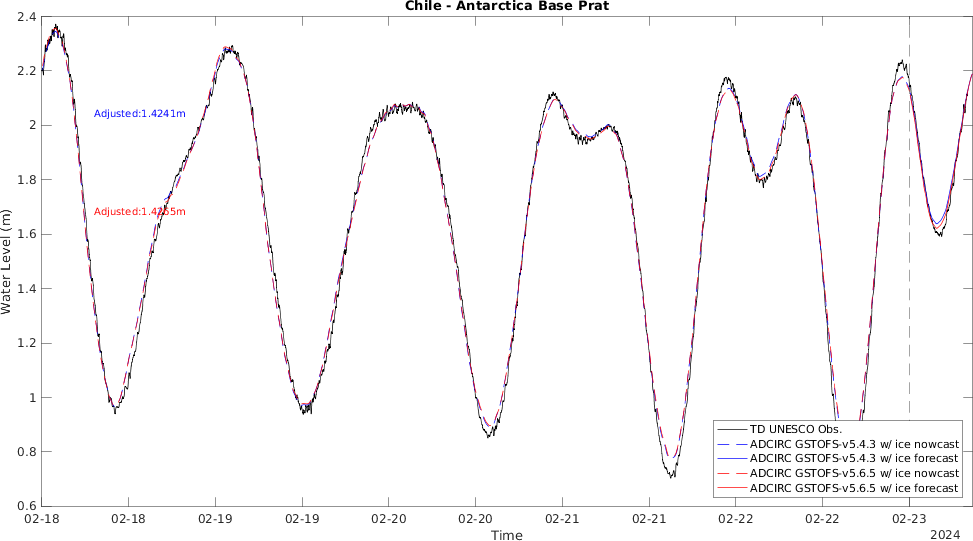 Chile - Antarctica Base Prat
2.4
2.2
2
1.8
1.6
1.4
1.2
1
0.8
0.6
Water Level (m)
Adjusted:1.4241m
Adjusted:1.4255m
TD UNESCO Obs.
ADCIRC GSTOFS-v5.4.3 w/ ice nowcast
ADCIRC GSTOFS-v5.4.3 w/ ice forecast
ADCIRC GSTOFS-v5.6.5 w/ ice nowcast
ADCIRC GSTOFS-v5.6.5 w/ ice forecast
02-18 02-18 02-19 02-19 02-20 02-20 02-21 02-21 02-22 02-22 02-23
Time
2024